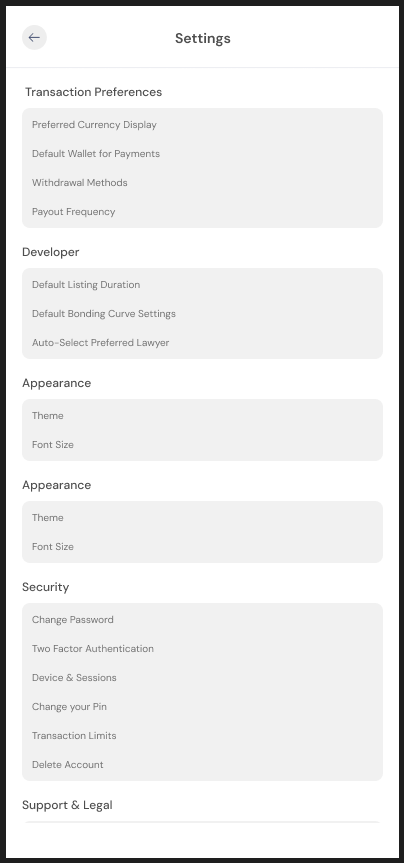 Settings
Transaction Preferences
Preferred Currency Display
Default Wallet for Payments
Withdrawal Methods
Payout Frequency
Developer
Default Listing Duration
Default Bonding Curve Settings
Auto-Select Preferred Lawyer
Appearance
Theme
Font Size
Appearance
Theme
Font Size
Security
Change Password
Two Factor Authentication
Device & Sessions
Change your Pin
Transaction Limits
Delete Account
Support & Legal